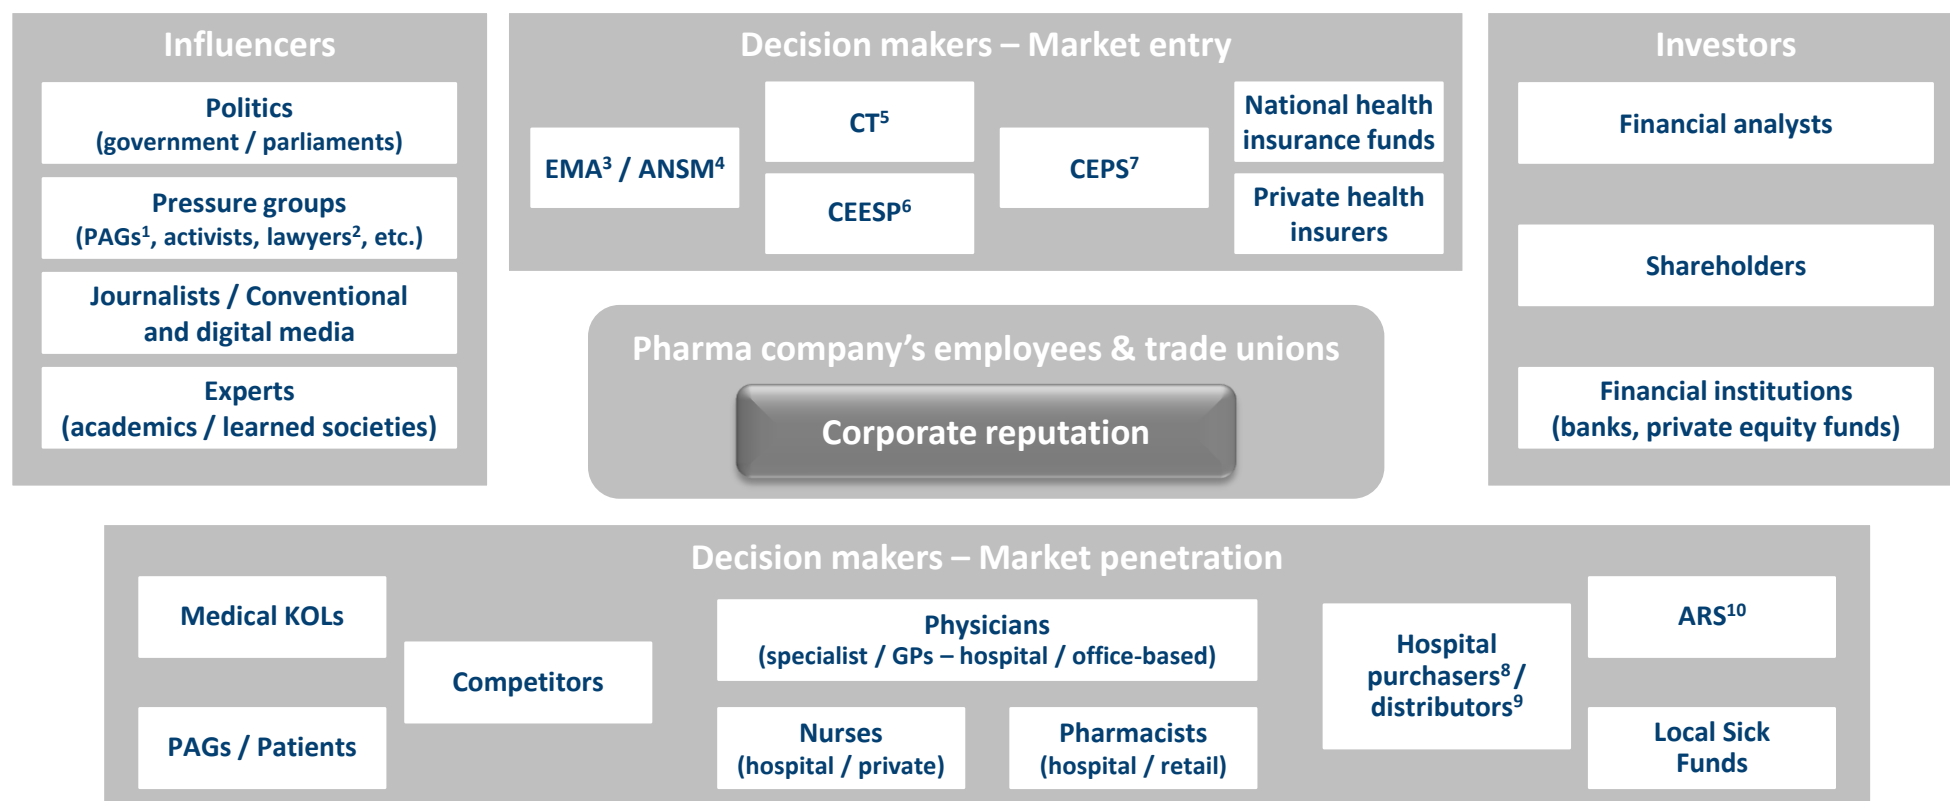 Influencers
Politics
(government / parliaments)
Pressure groups
(PAGs¹, activists, lawyers², etc.)
Journalists / Conventional
and digital media
Experts
(academics / learned societies)
Decision makers – Market entry
EMA³ / ANSM⁴
CT⁵
CEESP⁶
CEPS⁷
National health
insurance funds
Private health
insurers
Investors
Financial analysts
Shareholders
Financial institutions
(banks, private equity funds)
Pharma company’s employees & trade unions
Corporate reputation
Decision makers – Market penetration
Medical KOLs
PAGs / Patients
Competitors
Physicians
(specialist / GPs – hospital / office-based)
Nurses
(hospital / private)
Pharmacists
(hospital / retail)
Hospital
purchasers⁸ /
distributors⁹
ARS¹⁰
Local Sick
Funds